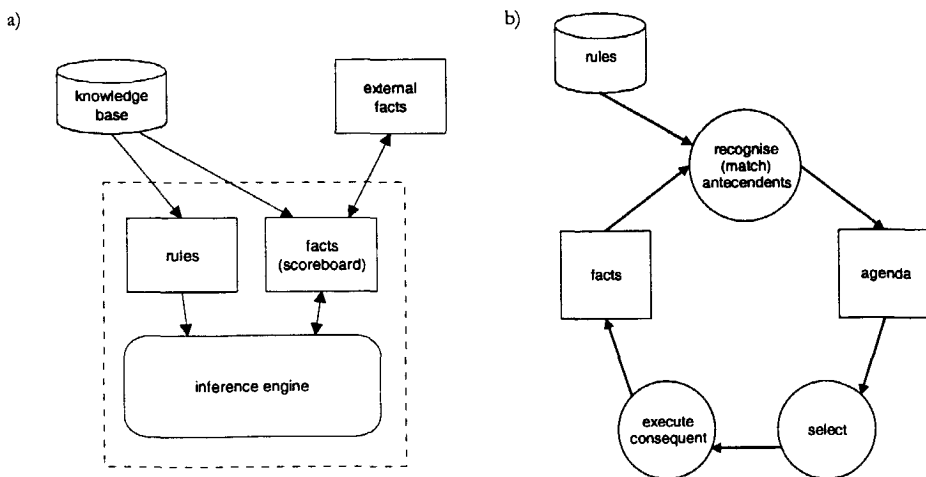 a)
knowledge
base
external
facts
rules
facts
(scoreboard)
inference engine
b)
rules
recognise
(match)
antecendents
facts
agenda
execute
consequent
select